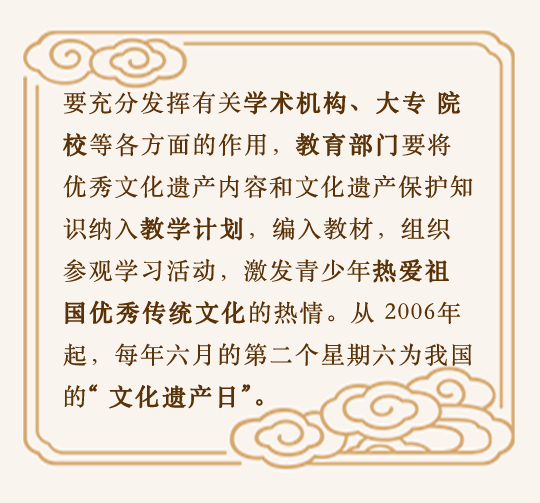 要充分发挥有关学术机构、大专 院
校等各方面的作用，教育部门要将
优秀文化遗产内容和文化遗产保护知
识纳入教学计划，编入教材，组织
参观学习活动，激发青少年热爱祖
国优秀传统文化的热情。从 2006年
起，每年六月的第二个星期六为我国
的“ 文化遗产日”。